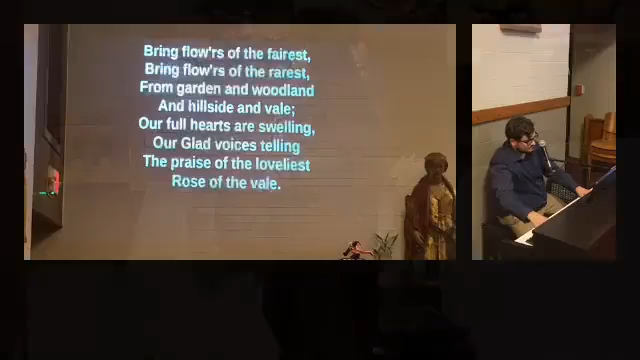 Bring flow'rs of the fairest,
Bring flow'rs of the rarest,
From garden and woodland
And hillside and vale;
Our full hearts are swelling,
Our Glad voices telling
The praise of the loveliest
Rose of the vale.